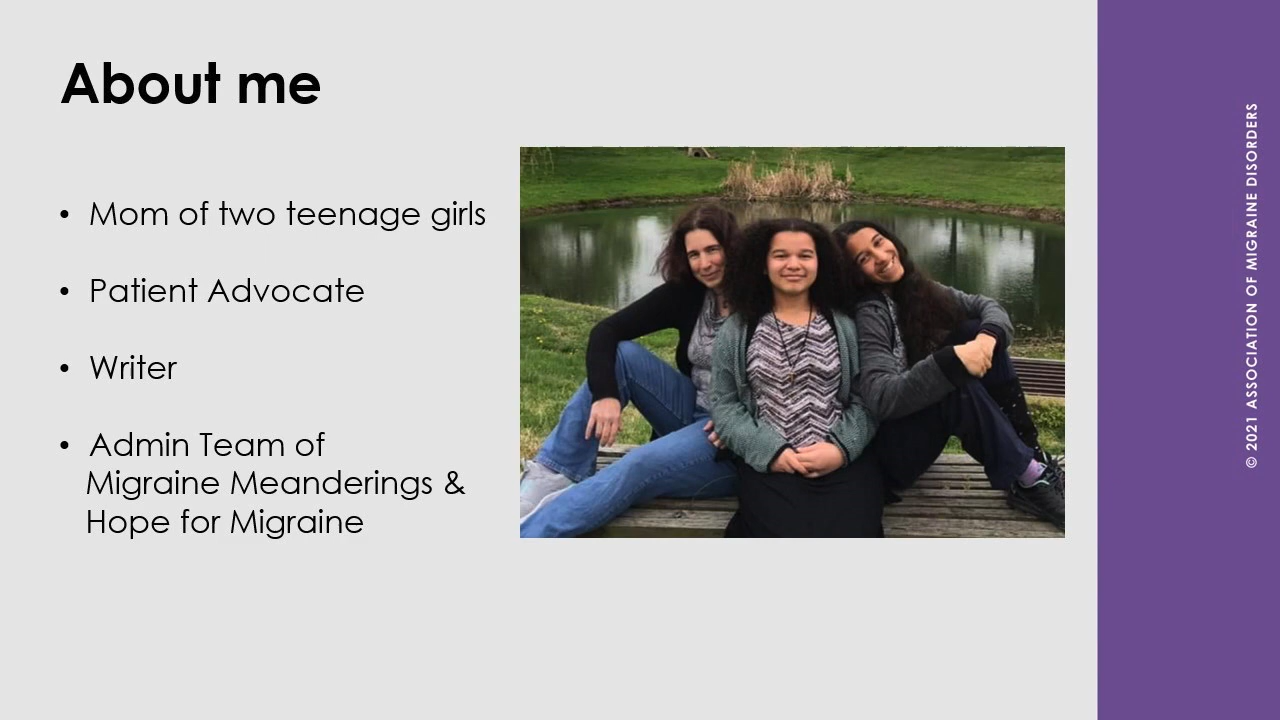 About me
• Mom of two teenage girls
• Patient Advocate
• Writer
• Admin Team of
Migraine Meanderings &
Hope for Migraine
© 2021 ASSOCIATION OF MIGRAINE DISORDERS